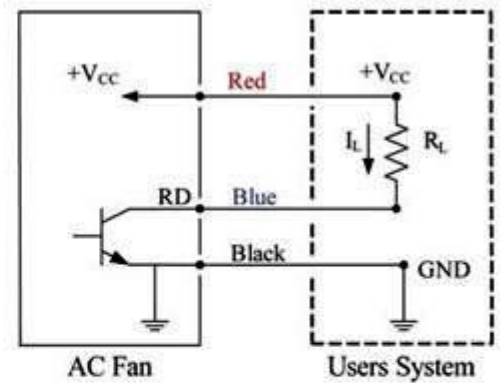 +VCC
Red
+VCC
IL
RL
RD
Blue
Black
GND
AC Fan
Users System